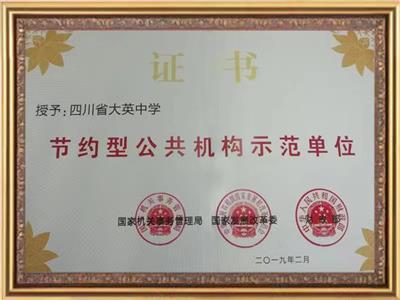 证书
授予：四川省大英中学
节约型公共机构示范单位
国家机关事务管理局 国家发展改革委 财政部
二〇一九年二月